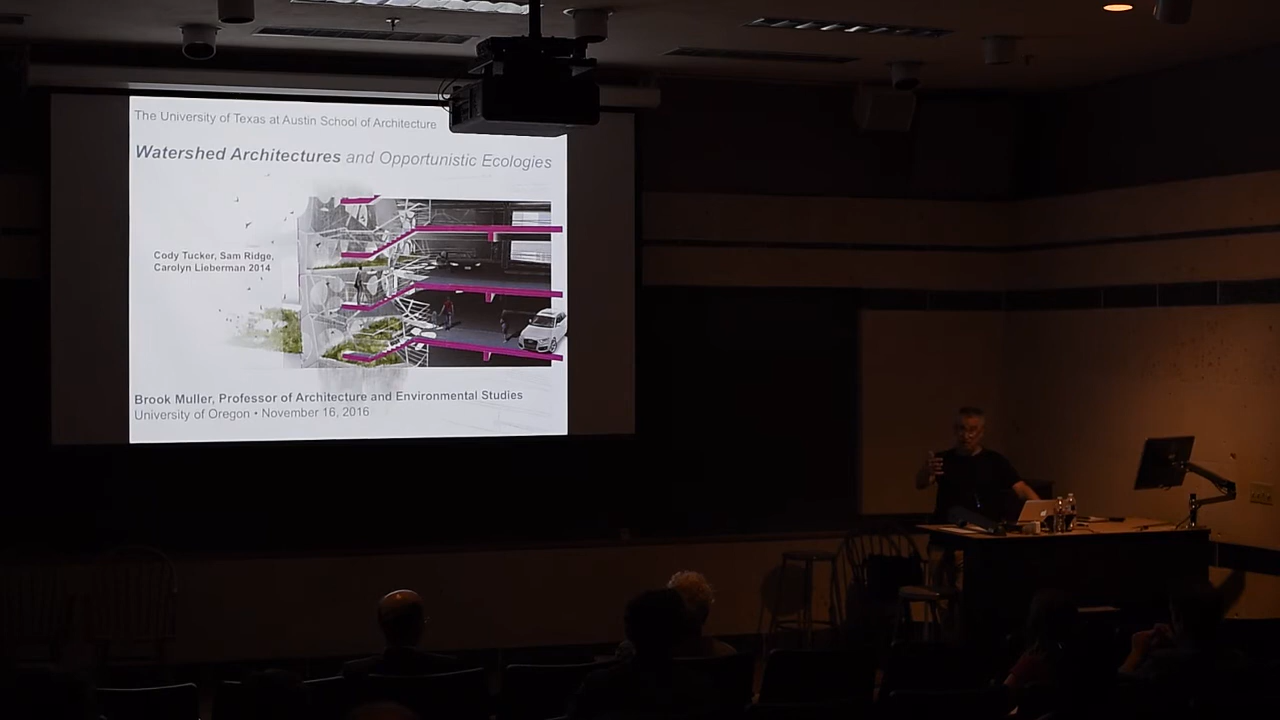 The University of Texas at Austin School of Architecture
Watershed Architectures and Opportunistic Ecologies
Cody Tucker, Sam Ridge,
Carolyn Lieberman 2014
Brook Muller, Professor of Architecture and Environmental Studies
University of Oregon • November 16, 2016